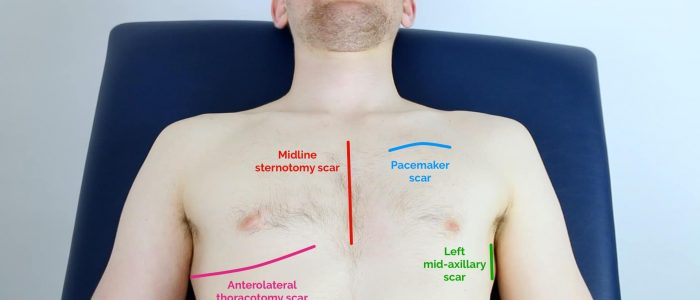 Midline
sternotomy scar
Pacemaker
scar
Left
mid-axillary
scar
Anterolateral
thoracotomy scar